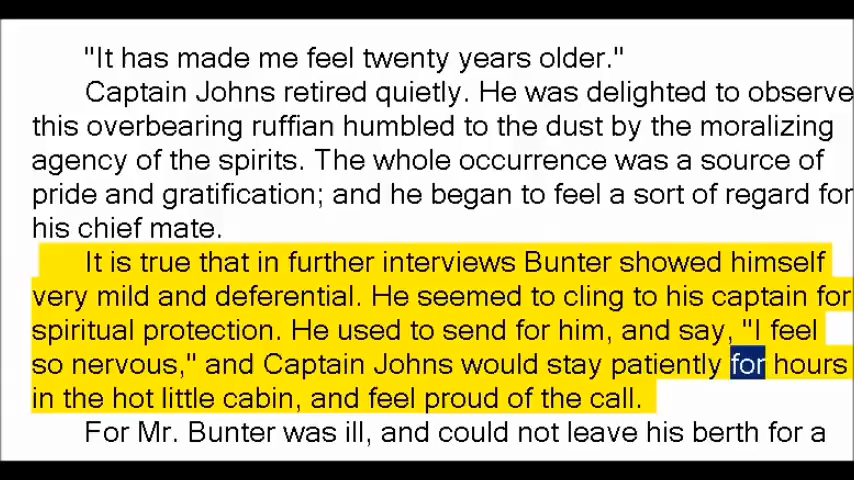 "It has made me feel twenty years older."
Captain Johns retired quietly. He was delighted to observe
this overbearing ruffian humbled to the dust by the moralizing
agency of the spirits. The whole occurrence was a source of
pride and gratification; and he began to feel a sort of regard for
his chief mate.
It is true that in further interviews Bunter showed himself
very mild and deferential. He seemed to cling to his captain for
spiritual protection. He used to send for him, and say, "I feel
so nervous," and Captain Johns would stay patiently for hours
in the hot little cabin, and feel proud of the call.
For Mr. Bunter was ill, and could not leave his berth for a